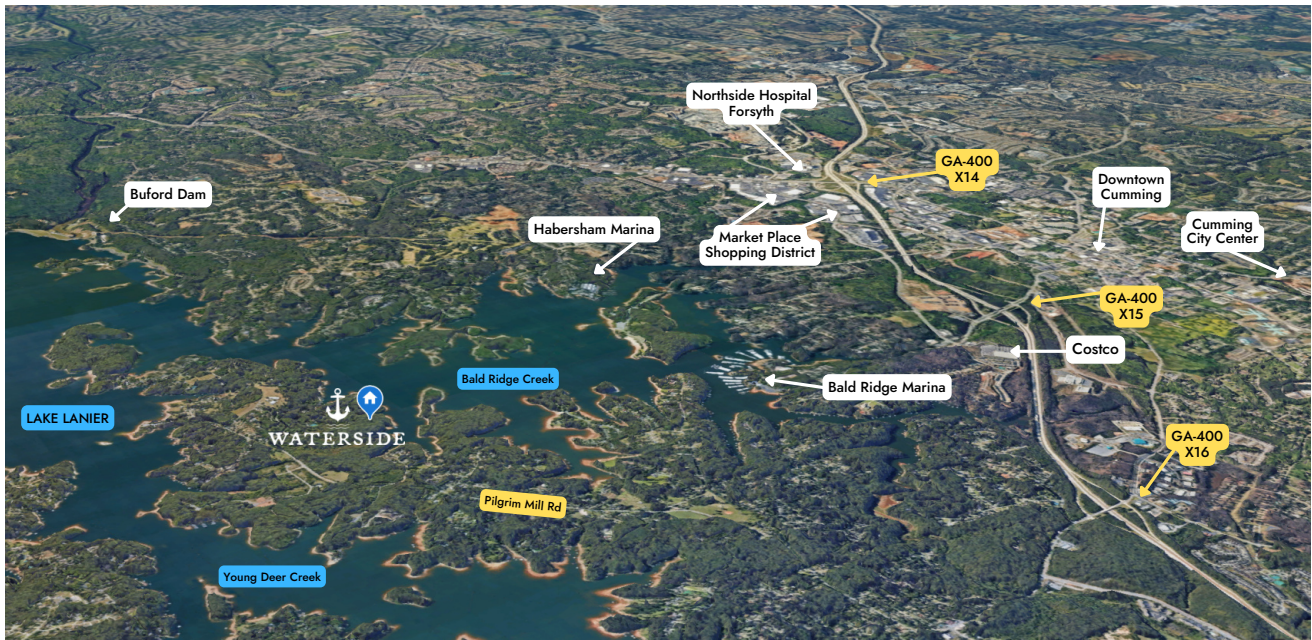 Northside Hospital
Forsyth
GA-400
X14
Downtown
Cumming
Buford Dam
Habersham Marina
Market Place
Shopping District
Cumming
City Center
GA-400
X15
Costco
Bald Ridge Creek
Bald Ridge Marina
LAKE LANIER
WATERSIDE
GA-400
X16
Pilgrim Mill Rd
Young Deer Creek